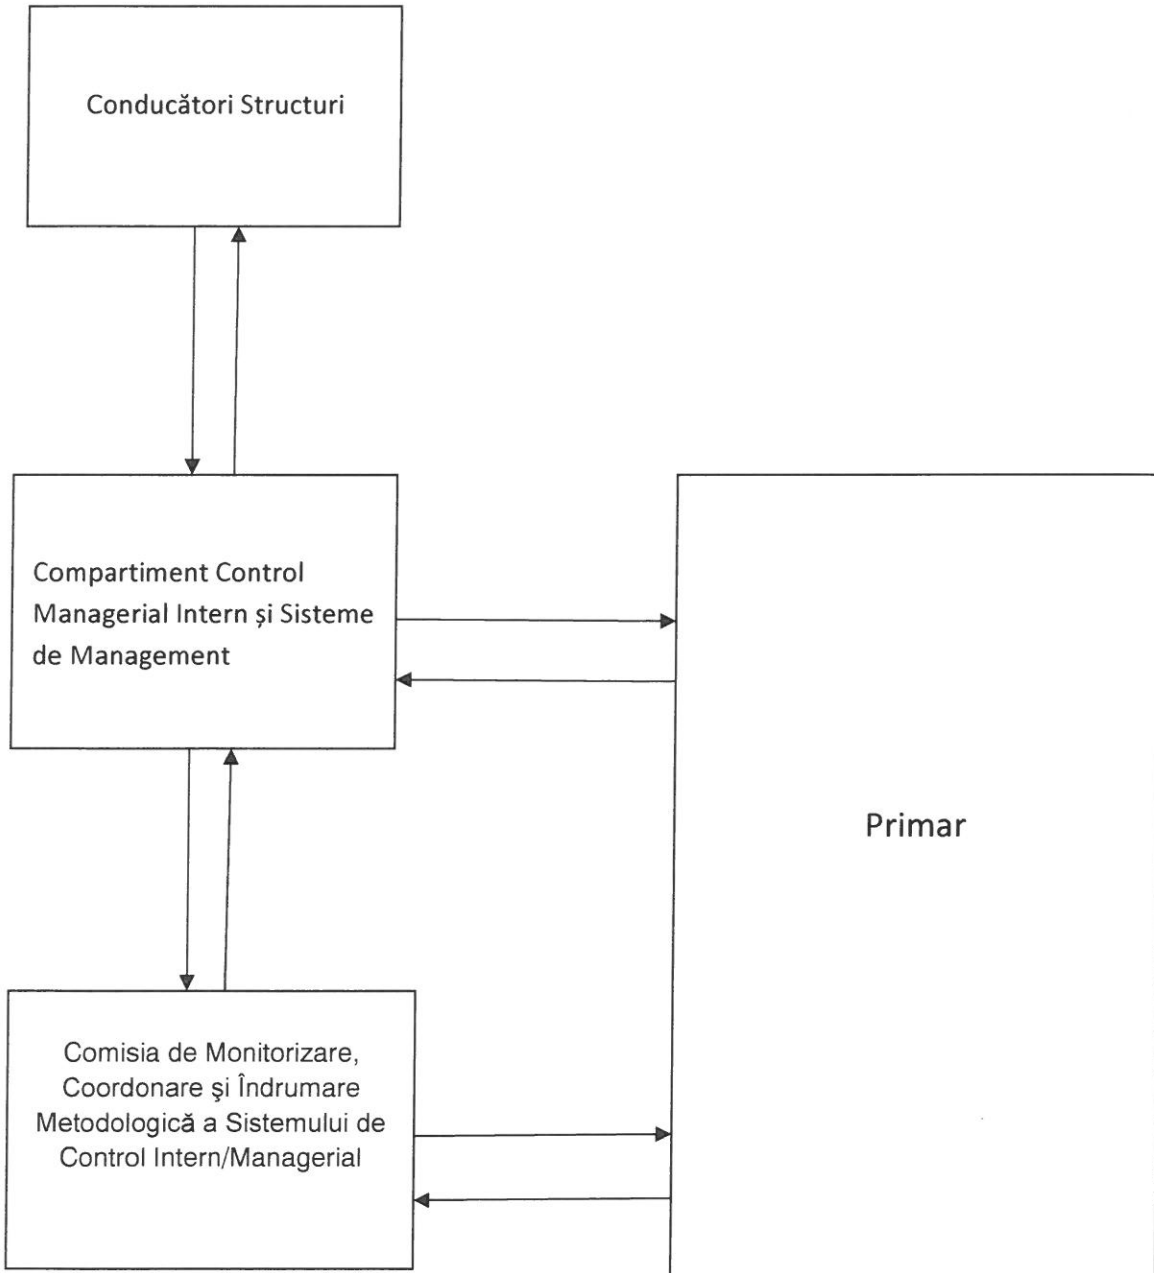 Conducători Structuri
Compartiment Control
Managerial Intern și Sisteme
de Management
Primar
Comisia de Monitorizare,
Coordonare şi Îndrumare
Metodologică a Sistemului de
Control Intern/Managerial